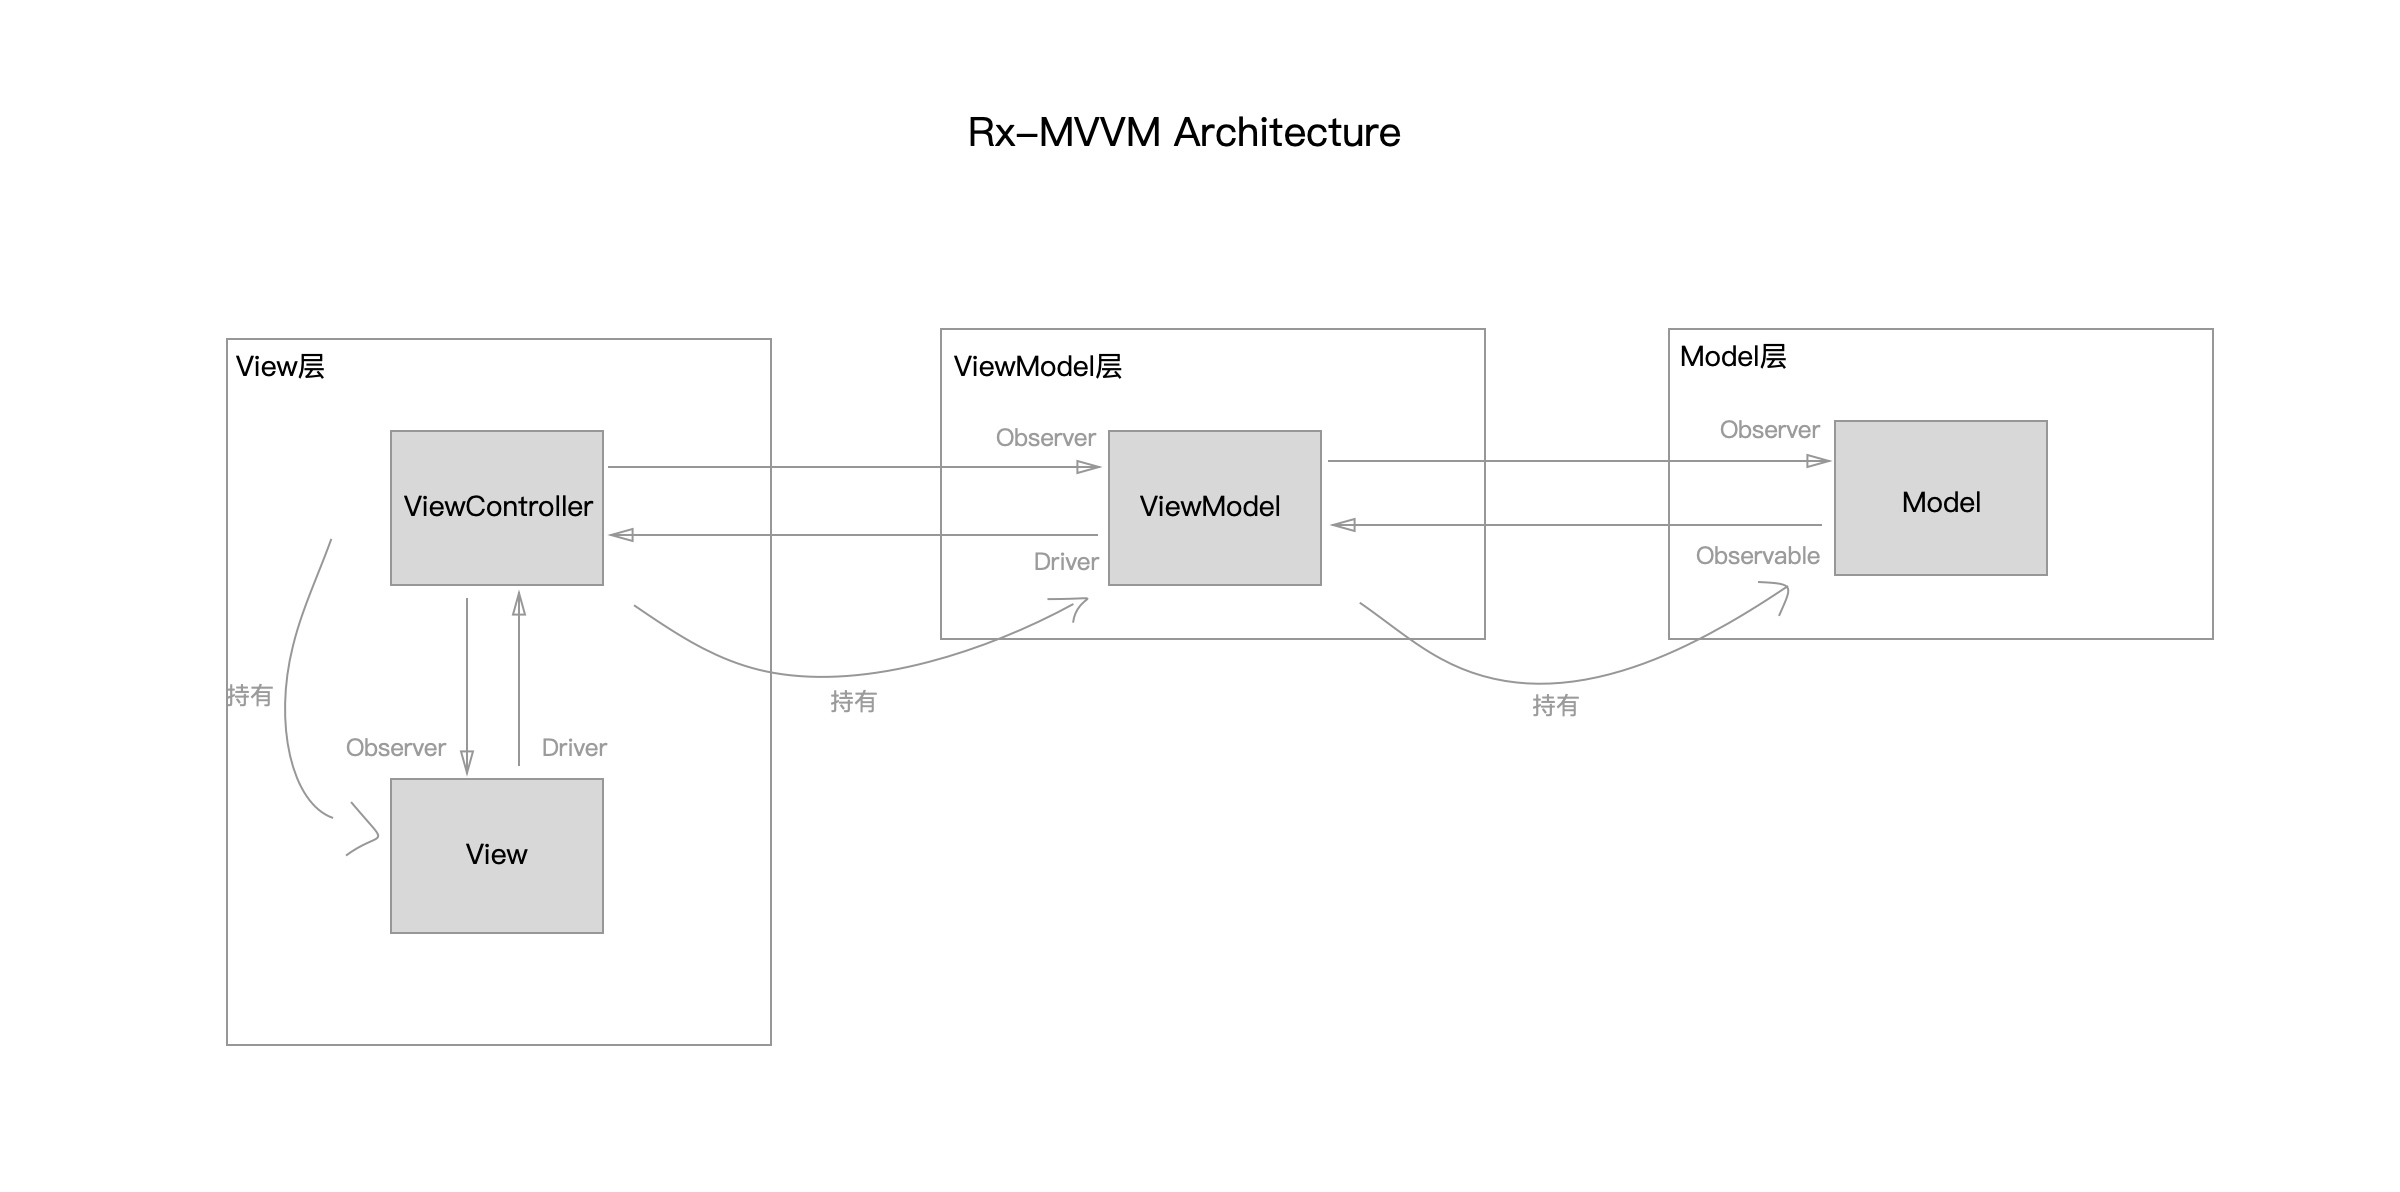 Rx-MVVM Architecture
View层
ViewController
持有
Observer
Driver
View
持有
ViewModel层
Observer
ViewModel
Driver
持有
Model层
Observer
Model
Observable